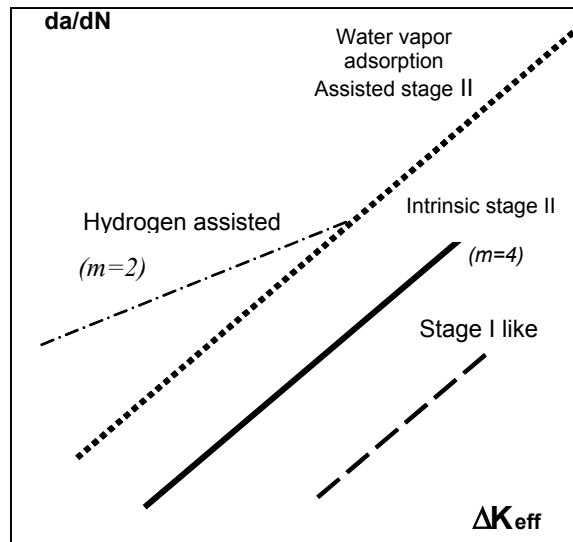 da/dN
Water vapor
adsorption
Assisted stage II
Hydrogen assisted
(m=2)
Intrinsic stage II
(m=4)
Stage I like
ΔKeff